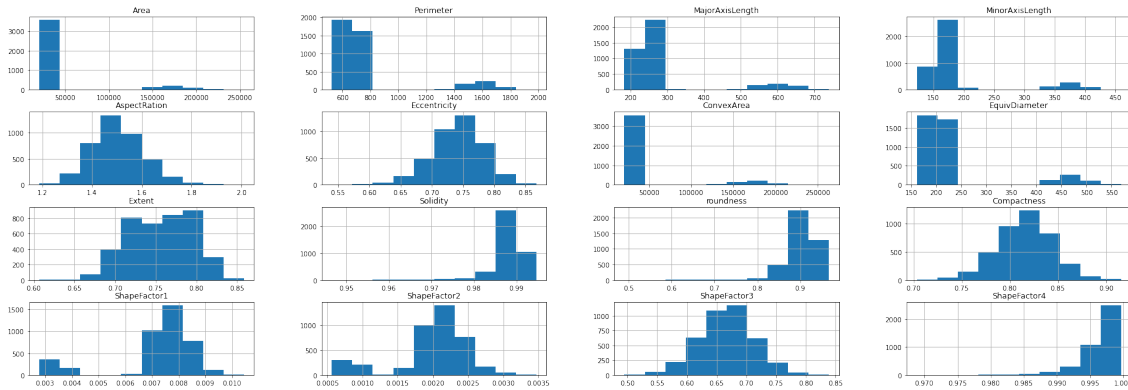 Area
Perimeter
MajorAxisLength
MinorAxisLength
3000
2000
1000
0
50000 100000 150000 200000 250000
2000
1500
1000
500
0
600 800 1000 1200 1400 1600 1800 2000
2000
1500
1000
500
0
200 300 400 500 600 700
2000
1000
0
150 200 250 300 350 400 450
AspectRation
Eccentricity
ConvexArea
EquivDiameter
1000
500
0
1.2 1.4 1.6 1.8 2.0
1000
500
0
0.55 0.60 0.65 0.70 0.75 0.80 0.85
3000
2000
1000
0
50000 100000 150000 200000 250000
1500
1000
500
0
150 200 250 300 350 400 450 500 550
Extent
Solidity
roundness
Compactness
800
600
400
200
0
0.60 0.65 0.70 0.75 0.80 0.85
2000
1000
0
0.95 0.96 0.97 0.98 0.99
2000
1500
1000
500
0
0.5 0.6 0.7 0.8 0.9
1000
500
0
0.70 0.75 0.80 0.85 0.90
ShapeFactor1
ShapeFactor2
ShapeFactor3
ShapeFactor4
1500
1000
500
0
0.003 0.004 0.005 0.006 0.007 0.008 0.009 0.010
1000
500
0
0.0005 0.0010 0.0015 0.0020 0.0025 0.0030 0.0035
1000
750
500
250
0
0.50 0.55 0.60 0.65 0.70 0.75 0.80 0.85
2000
1000
0
0.970 0.975 0.980 0.985 0.990 0.995 1.000